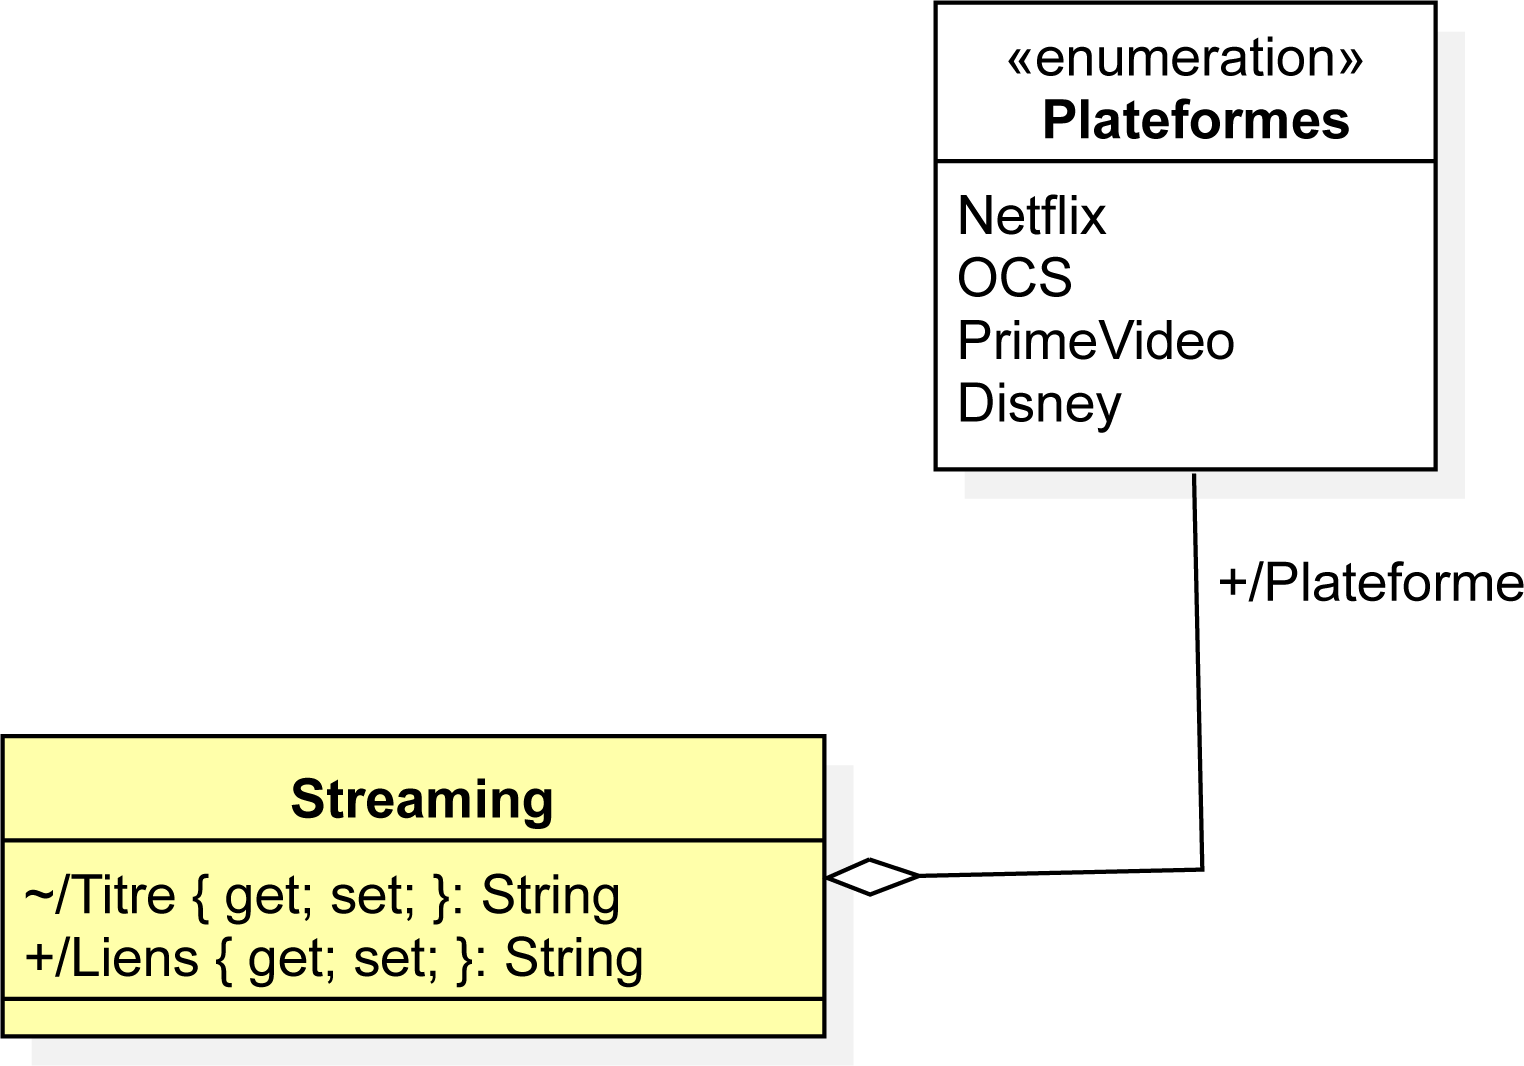 «enumeration»
Plateformes
Netflix
OCS
PrimeVideo
Disney
+/Plateforme
Streaming
~/Titre { get; set; }: String
+/Liens { get; set; }: String